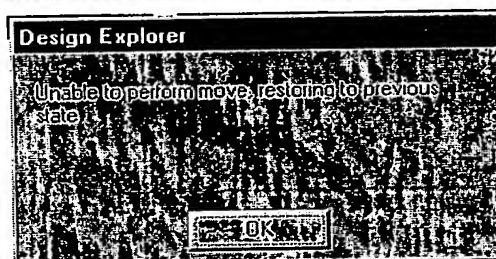 Design Explorer
Unable to perform move, restoring to previous
state
OK